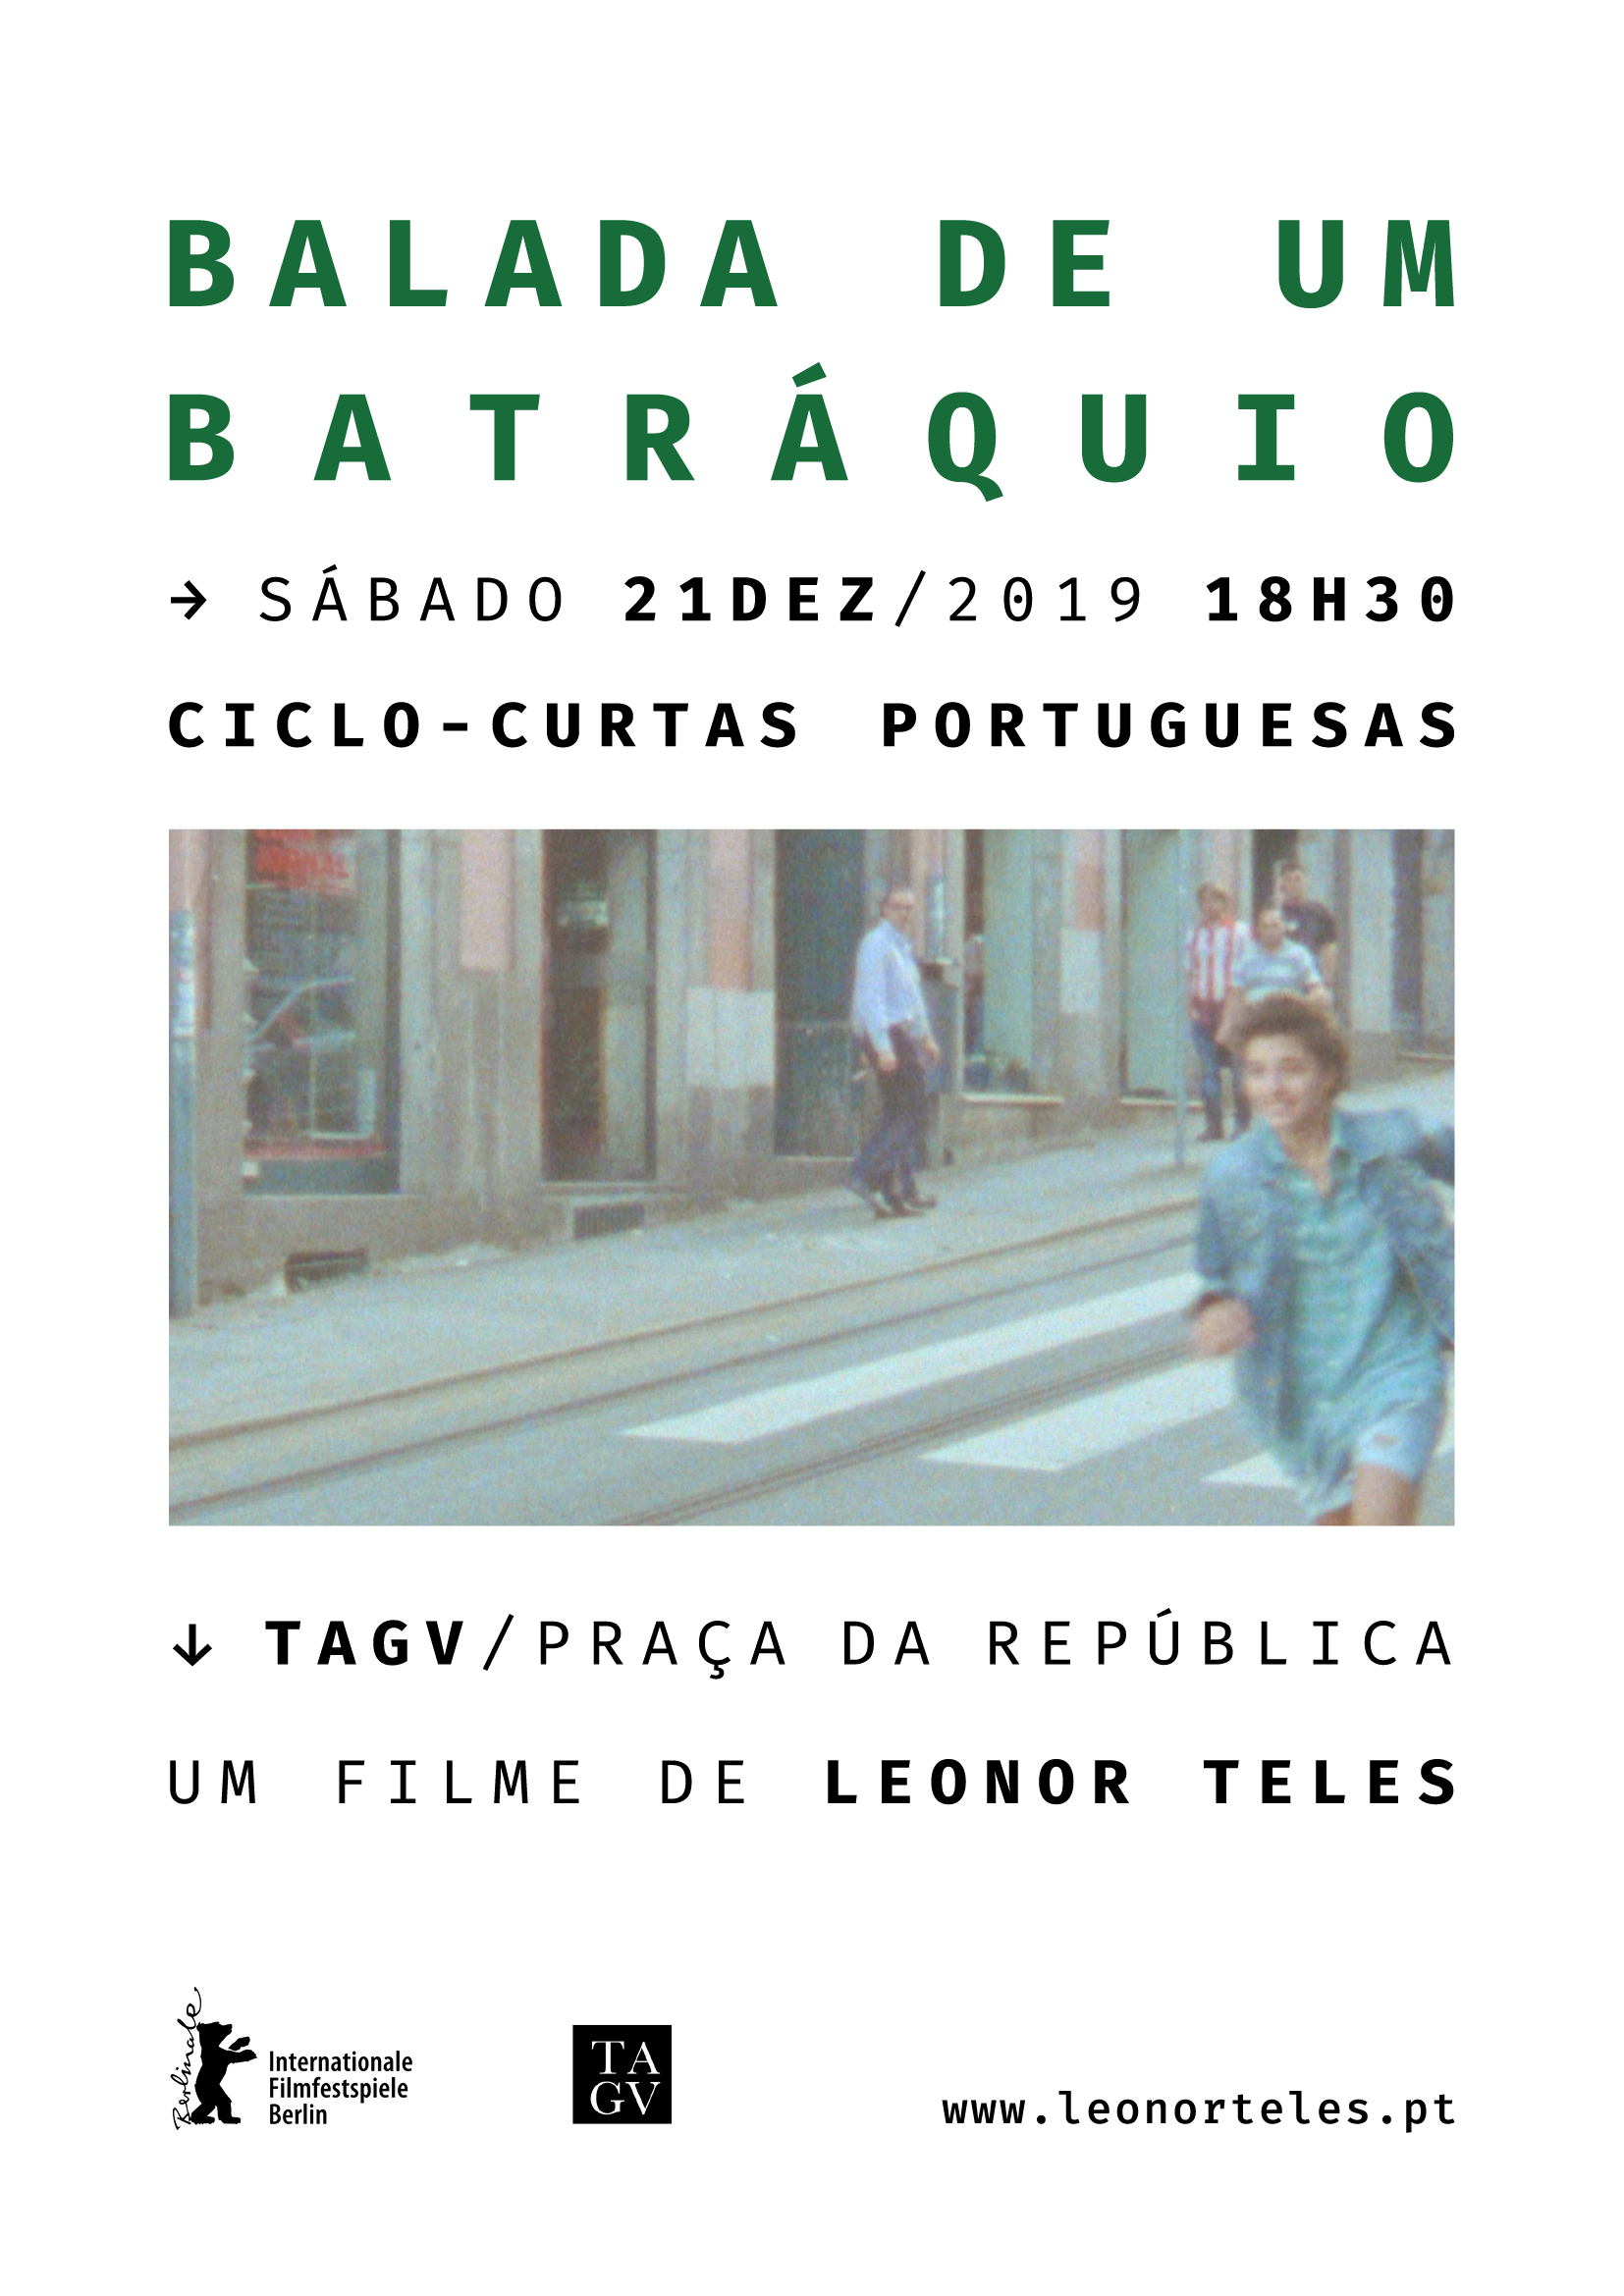 BALADA DE UM
BATRÁQUIO
→ SÁBADO 21DEZ/2019 18H30
CICLO-CURTAS PORTUGUESAS
↓ TAGV/PRAÇA DA REPÚBLICA
UM FILME DE LEONOR TELES
Berlinale
Internationale
Filmfestspiele
Berlin
TA
GV
www.leonorteles.pt